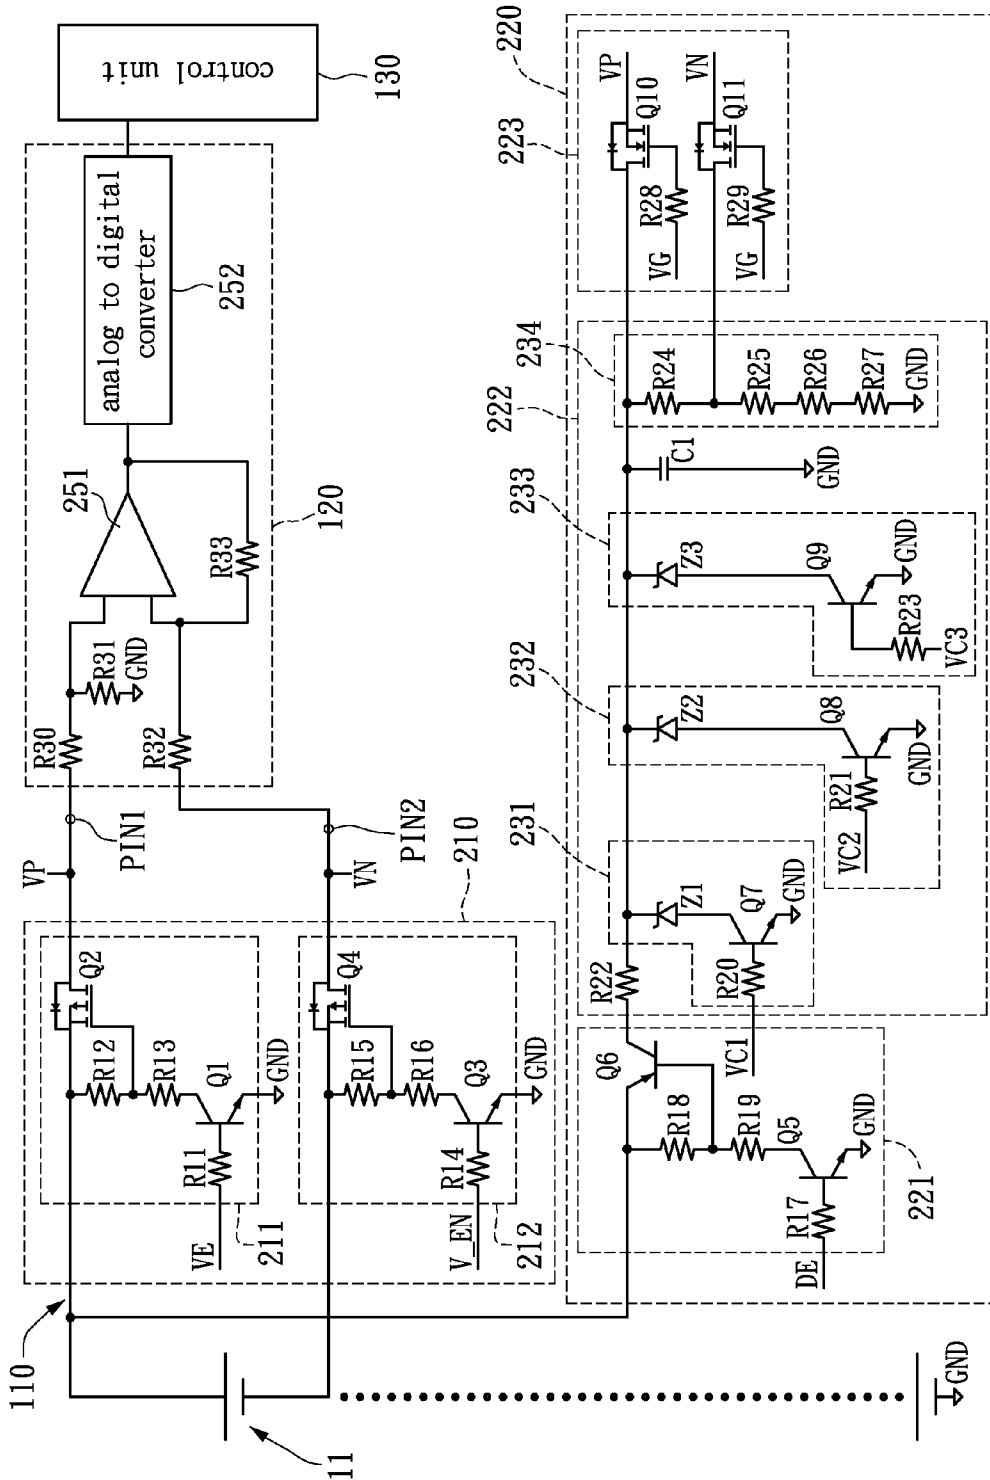 110
11
GND
210
211
VE
R11
R12
R13
Q1
GND
Q2
VP
PIN1
212
V_EN
R14
R15
R16
Q3
GND
Q4
VN
PIN2
120
R30
R31
GND
R32
R33
251
analog to digital
converter
252
control unit
130
220
221
DE
R17
R18
R19
Q5
GND
Q6
222
R22
231
Z1
VC1
R20
Q7
GND
232
Z2
VC2
R21
Q8
GND
233
Z3
VC3
R23
Q9
GND
C1
GND
234
R24
R25
R26
R27
GND
223
VP
Q10
R28
VG
VN
Q11
R29
VG